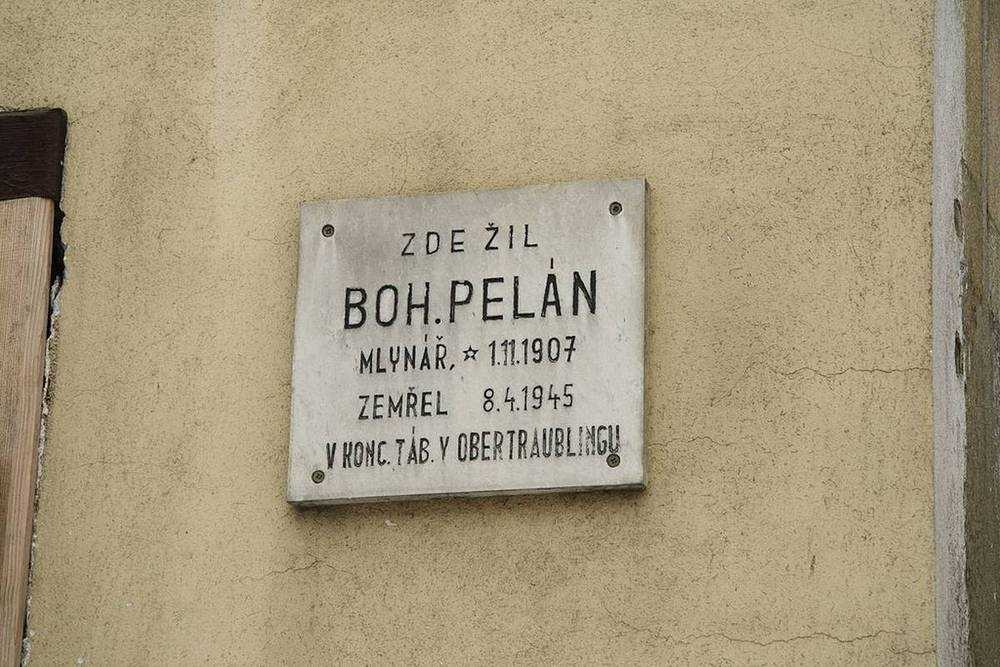 ZDE ŽIL
BOH. PELÁN
MLYNÁŘ, ☆ 1.11.1907
ZEMŘEL 8.4.1945
V KONC. TÁB. V OBERTRAUBLINGU